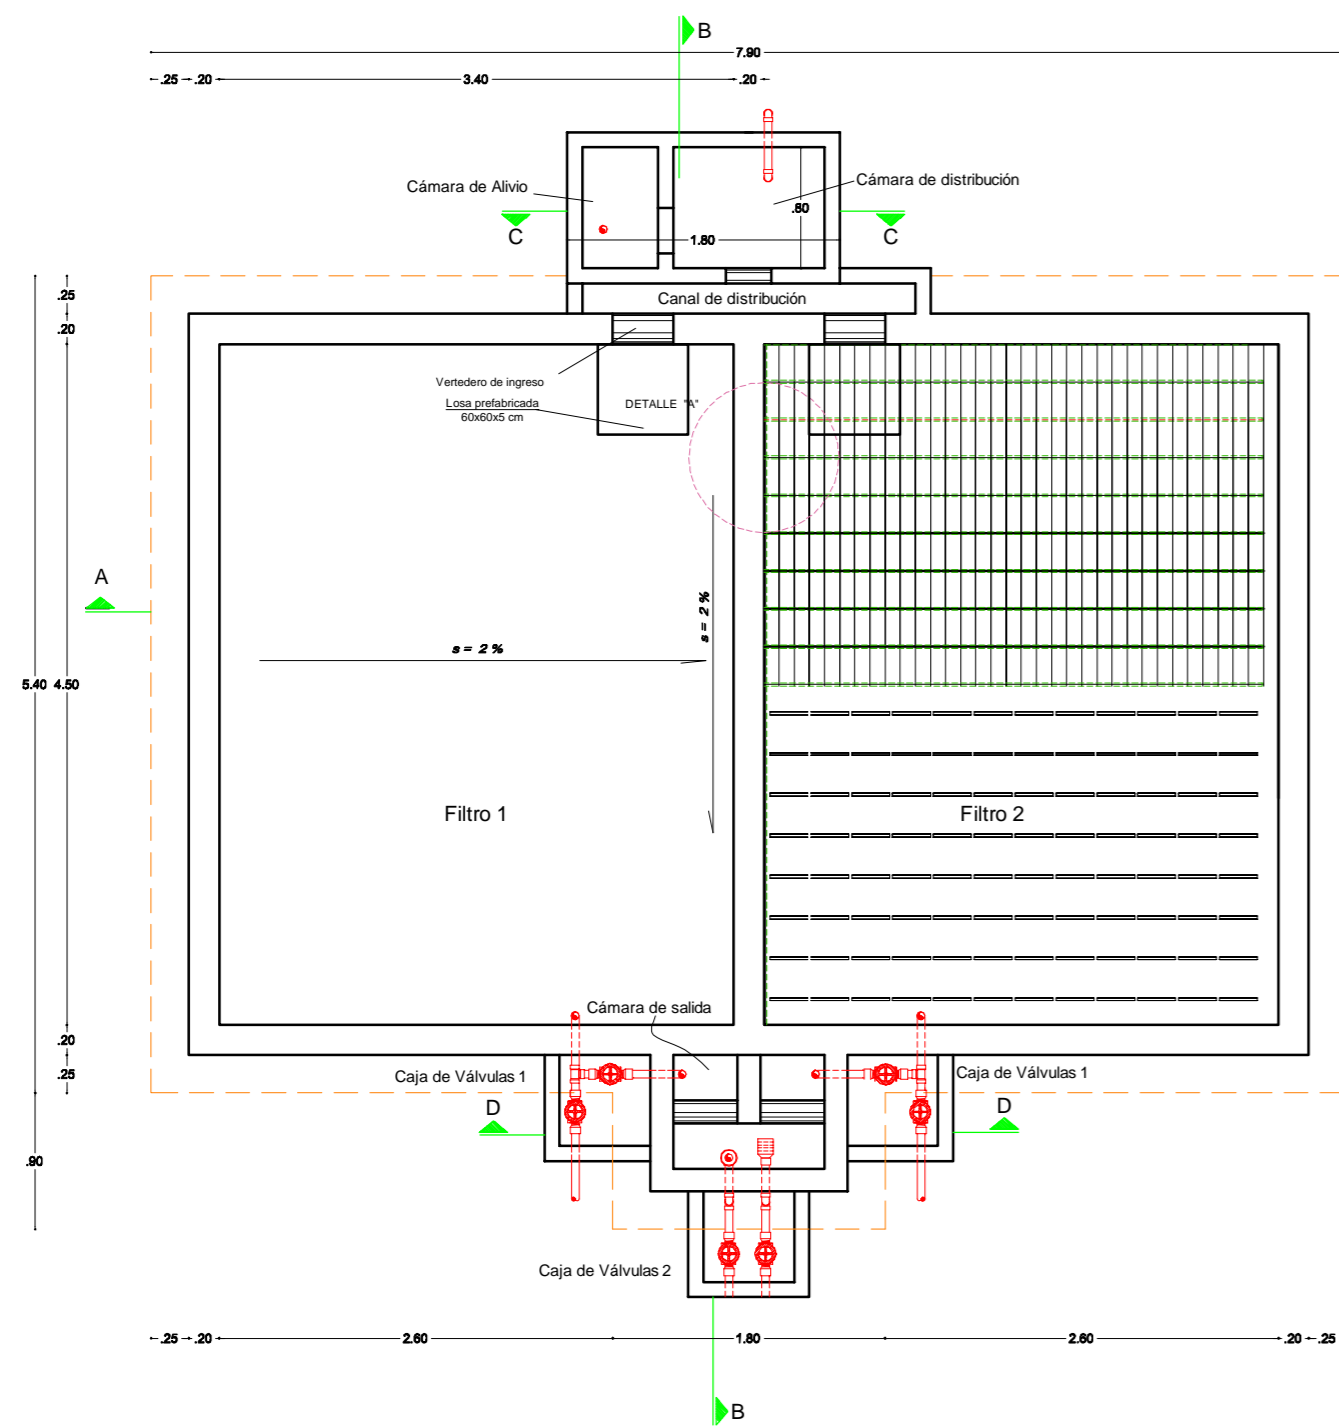 B
7.90
.25 .20 3.40 .20
Cámara de Alivio
Cámara de distribución
.60
C
C
1.80
.25
Canal de distribución
.20
Vertedero de ingreso
Losa prefabricada
60x60x5 cm
DETALLE "A"
A
s = 2 %
s = 2 %
5.40 4.50
Filtro 1
Filtro 2
Cámara de salida
.20
.25
Caja de Válvulas 1
Caja de Válvulas 1
D
D
.90
Caja de Válvulas 2
.25 .20 2.60 1.80 2.60 .20 .25
B